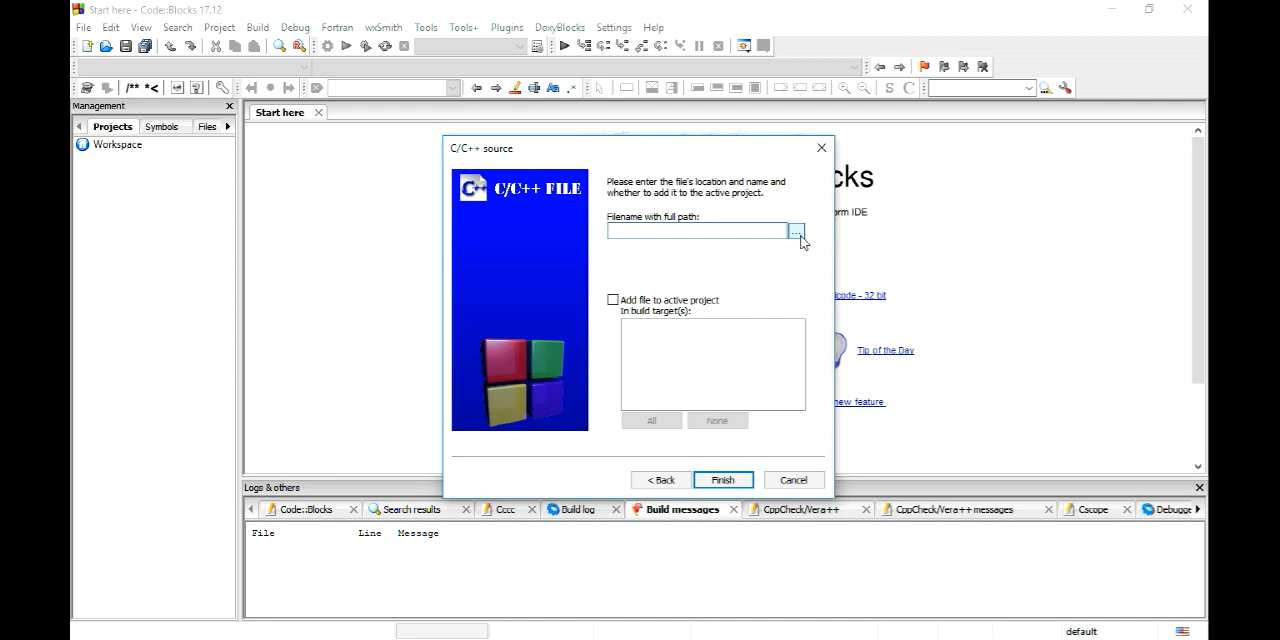 Start here - Code::Blocks 17.12
File Edit View Search Project Build Debug Fortran wxSmith Tools Tools+ Plugins DoxyBlocks Settings Help
/** *<
S C
Management
Projects Symbols Files
Workspace
Start here
cks
orm IDE
icode - 32 bit
Tip of the Day
new feature
C/C++ source
C++ C/C++ FILE
Please enter the file's location and name and
whether to add it to the active project.
Filename with full path:
...
Add file to active project
In build target(s):
All None
< Back Finish Cancel
Logs & others
Code::Blocks Search results Cccc Build log Build messages CppCheck/Vera++ CppCheck/Vera++ messages Cscope Debugge
File Line Message
default